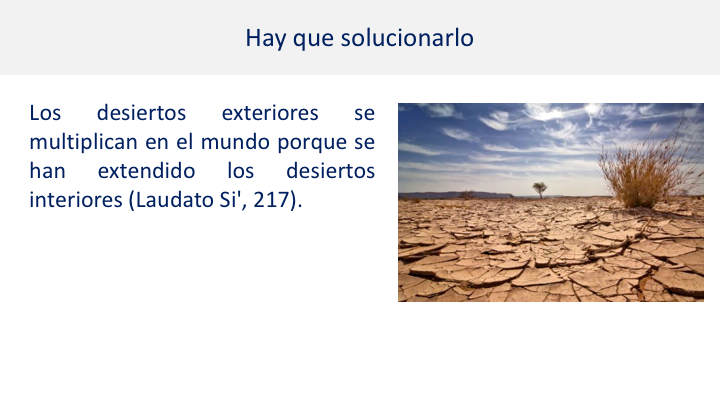 Hay que solucionarlo
Los desiertos exteriores se
multiplican en el mundo porque se
han extendido los desiertos
interiores (Laudato Si', 217).